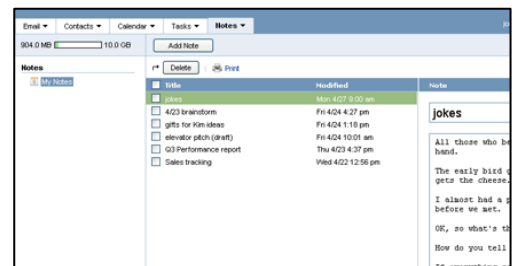 Email Contacts Calendar Tasks Notes
904.0 MB 10.0 GB Add Note
Notes Delete Print
My Notes Title Modified Note
jokes Mon 4/27 9:00 am
4/23 brainstorm Fri 4/24 4:27 pm jokes
gifts for Kim ideas Fri 4/24 1:18 pm
elevator pitch (draft) Fri 4/24 10:01 am
Q3 Performance report Thu 4/23 4:37 pm
Sales tracking Wed 4/22 12:56 pm
All those who be
hand.
The early bird g
gets the cheese.
I almost had a p
before we met.
OK, so what's th
How do you tell